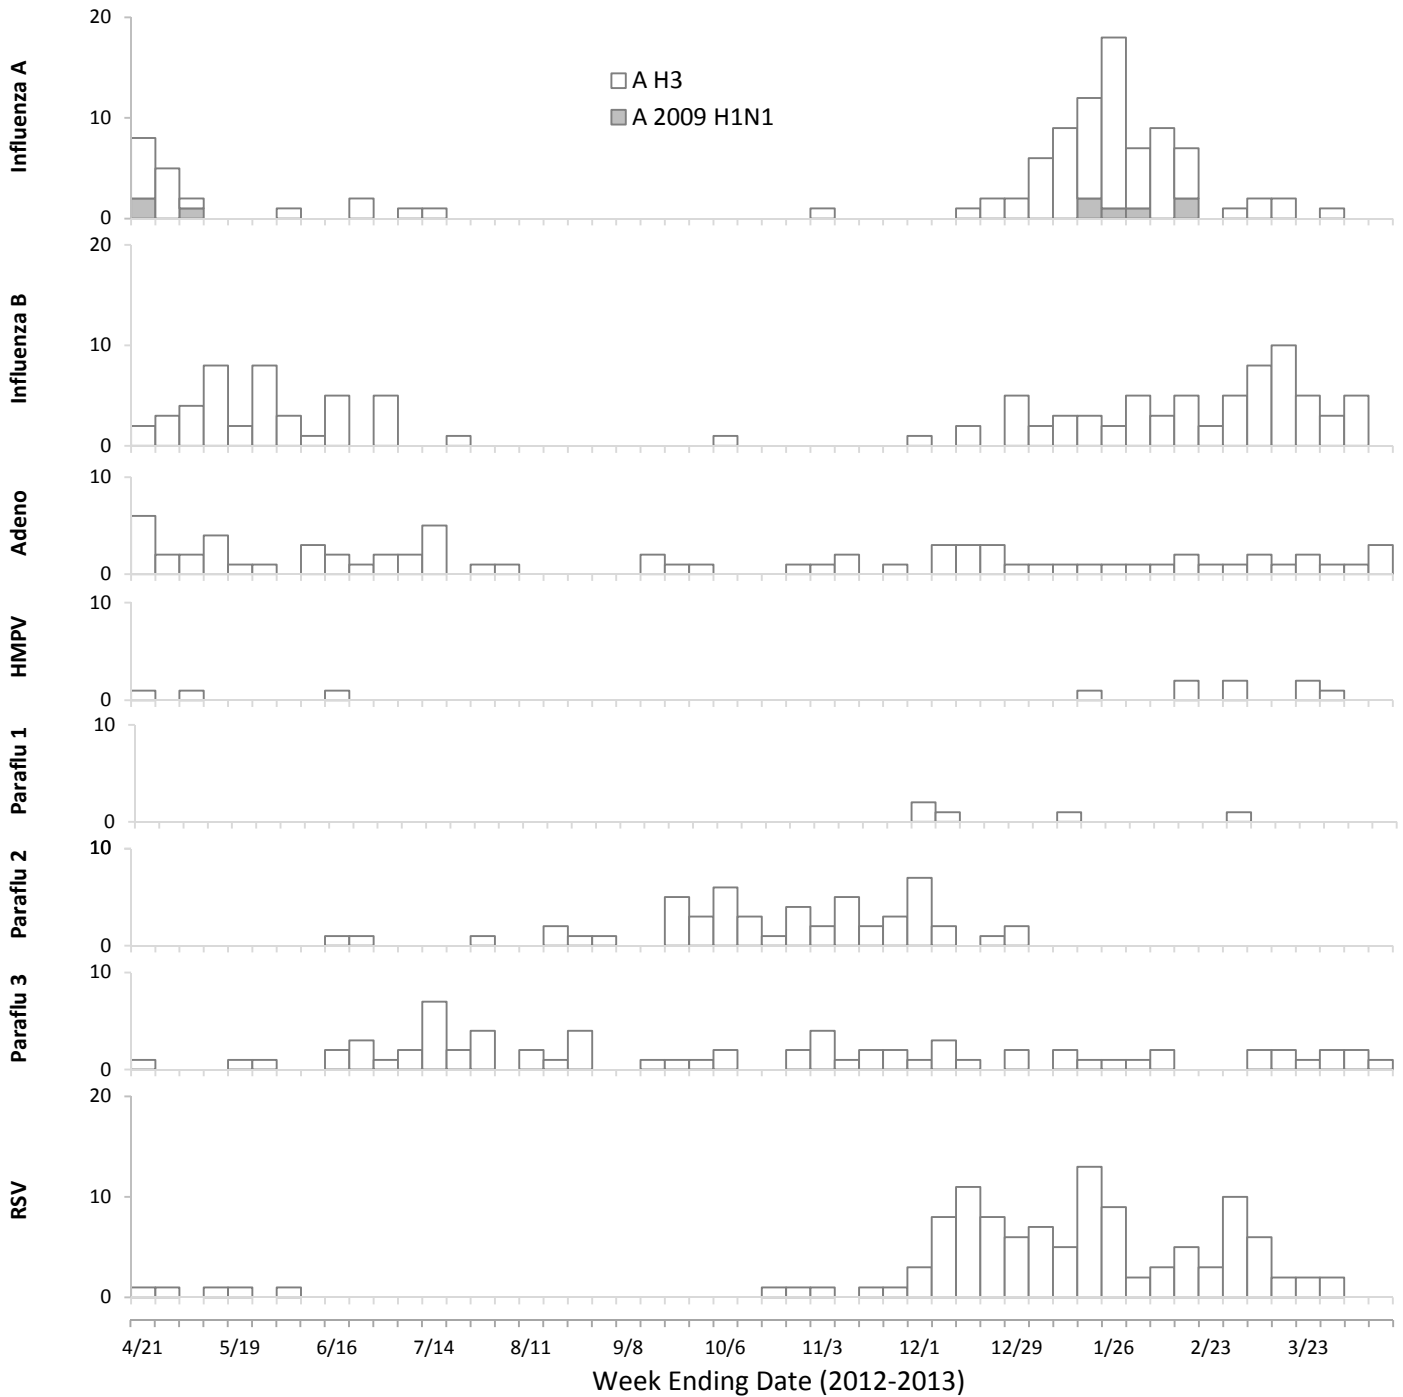 Influenza A
20
10
0
A H3
A 2009 H1N1
Influenza B
20
10
0
Adeno
10
0
HMPV
10
0
Paraflu 1
10
0
Paraflu 2
10
0
Paraflu 3
10
0
RSV
20
10
0
4/21 5/19 6/16 7/14 8/11 9/8 10/6 11/3 12/1 12/29 1/26 2/23 3/23
Week Ending Date (2012-2013)